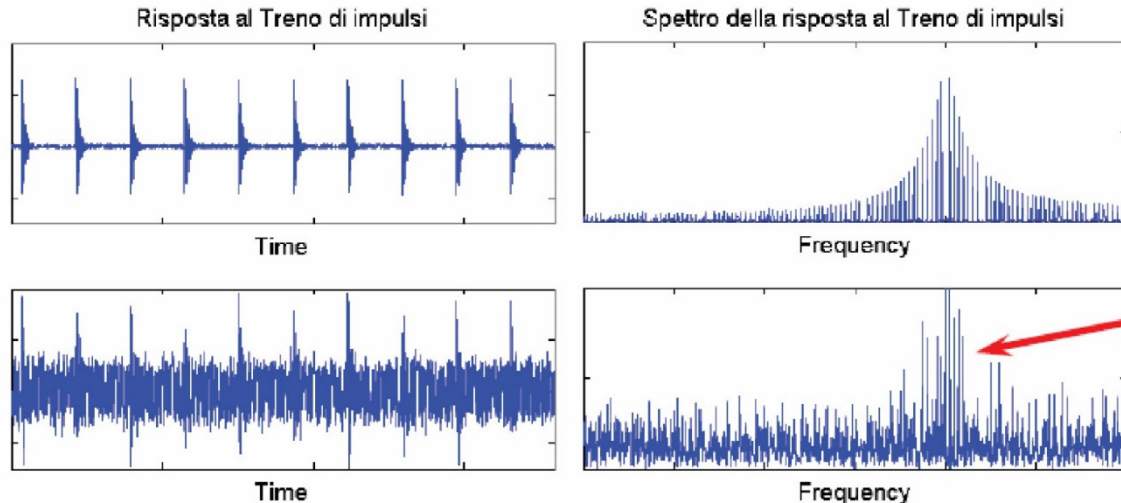 Risposta al Treno di impulsi
Spettro della risposta al Treno di impulsi
Time
Frequency
Time
Frequency